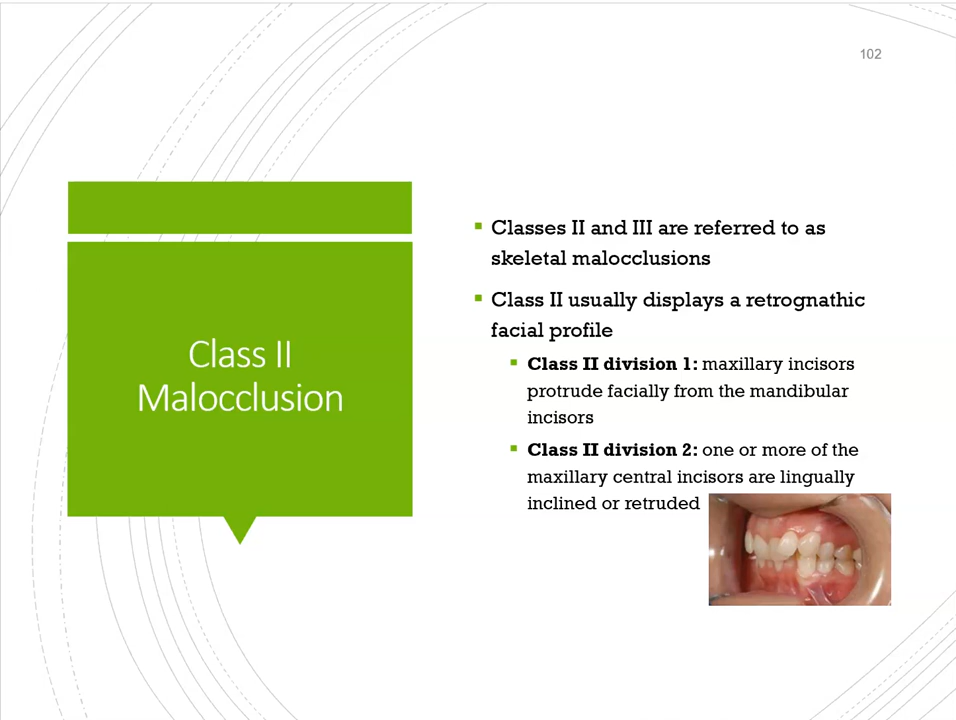 102
Class II
Malocclusion
Classes II and III are referred to as
skeletal malocclusions
Class II usually displays a retrognathic
facial profile
Class II division 1: maxillary incisors
protrude facially from the mandibular
incisors
Class II division 2: one or more of the
maxillary central incisors are lingually
inclined or retruded